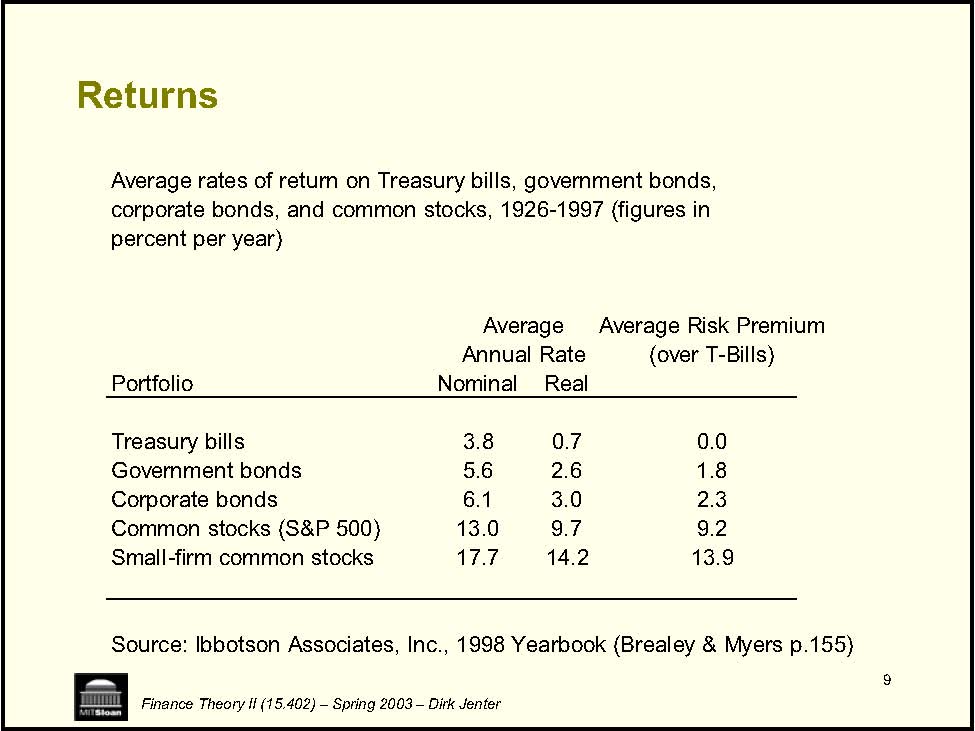 Returns
Average rates of return on Treasury bills, government bonds,
corporate bonds, and common stocks, 1926-1997 (figures in
percent per year)
Average Average Risk Premium
Annual Rate (over T-Bills)
Portfolio Nominal Real
Treasury bills 3.8 0.7 0.0
Government bonds 5.6 2.6 1.8
Corporate bonds 6.1 3.0 2.3
Common stocks (S&P 500) 13.0 9.7 9.2
Small-firm common stocks 17.7 14.2 13.9
Source: Ibbotson Associates, Inc., 1998 Yearbook (Brealey & Myers p.155)
9
MITSloan
Finance Theory II (15.402) – Spring 2003 – Dirk Jenter